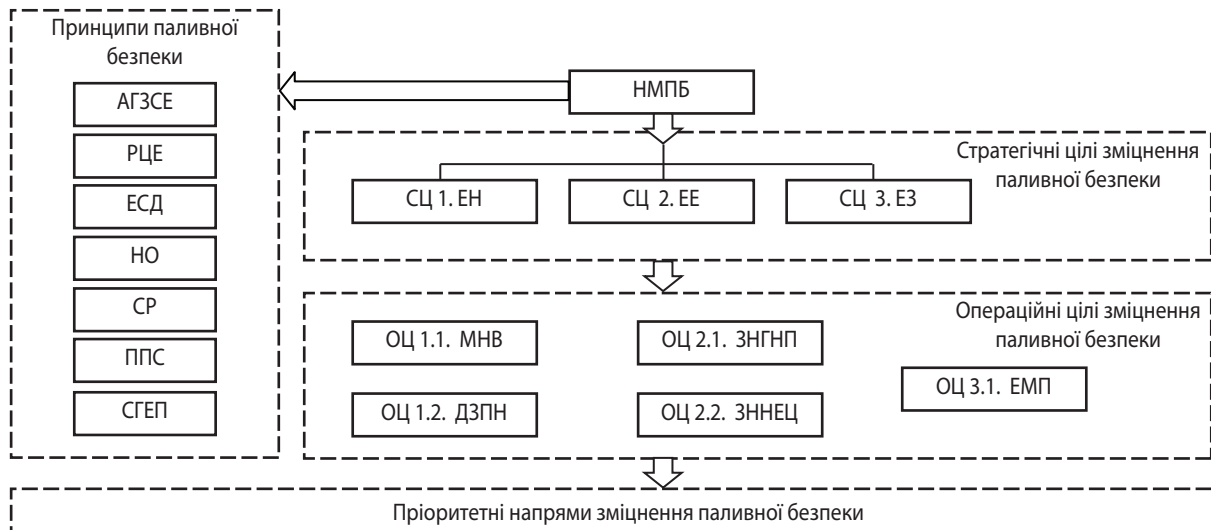 Принципи паливної
безпеки
АГЗСЕ
РЦЕ
ЕСД
НО
СР
ППС
СГЕП
НМПБ
Стратегічні цілі зміцнення
паливної безпеки
СЦ 1. ЕН
СЦ 2. ЕЕ
СЦ 3. ЕЗ
Операційні цілі зміцнення
паливної безпеки
ОЦ 1.1. МНВ
ОЦ 2.1. ЗНГНП
ОЦ 3.1. ЕМП
ОЦ 1.2. ДЗПН
ОЦ 2.2. ЗННЕЦ
Пріоритетні напрями зміцнення паливної безпеки